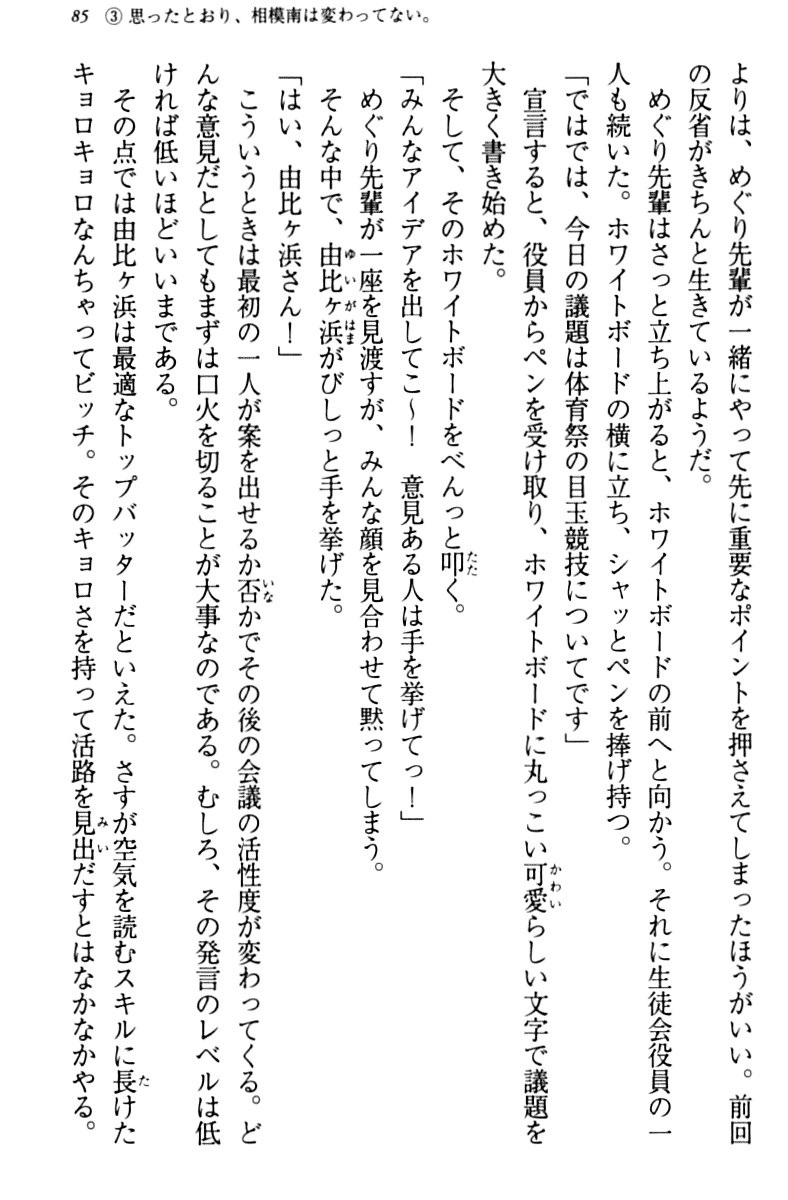 85 ③思ったとおり、相模南は変わってない。
よりは、めぐり先輩が一緒にやって先に重要なポイントを押さえてしまったほうがいい。前回
の反省がきちんと生きているようだ。
めぐり先輩はさっと立ち上がると、ホワイトボードの前へと向かう。それに生徒会役員の一
人も続いた。ホワイトボードの横に立ち、シャッとペンを捧げ持つ。
「ではでは、今日の議題は体育祭の目玉競技についてです」
宣言すると、役員からペンを受け取り、ホワイトボードに丸っこい可愛らしい文字で議題を
大きく書き始めた。
そして、そのホワイトボードをべんっと叩く。
「みんなアイデアを出してこ～！　意見ある人は手を挙げてっ！」
めぐり先輩が一座を見渡すが、みんな顔を見合わせて黙ってしまう。
そんな中で、由比ヶ浜がびしっと手を挙げた。
「はい、由比ヶ浜さん！」
こういうときは最初の一人が案を出せるか否かでその後の会議の活性度が変わってくる。ど
んな意見だとしてもまずは口火を切ることが大事なのである。むしろ、その発言のレベルは低
ければ低いほどいいまである。
その点では由比ヶ浜は最適なトップバッターだといえた。さすが空気を読むスキルに長けた
キョロキョロなんちゃってビッチ。そのキョロさを持って活路を見出だすとはなかなかやる。